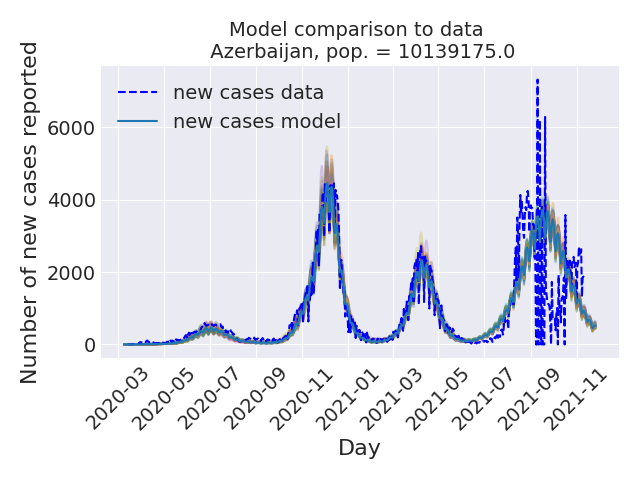 Model comparison to data
Azerbaijan, pop. = 10139175.0
Number of new cases reported
new cases data
new cases model
6000
4000
2000
0
2020-03
2020-05
2020-07
2020-09
2020-11
2021-01
2021-03
2021-05
2021-07
2021-09
2021-11
Day